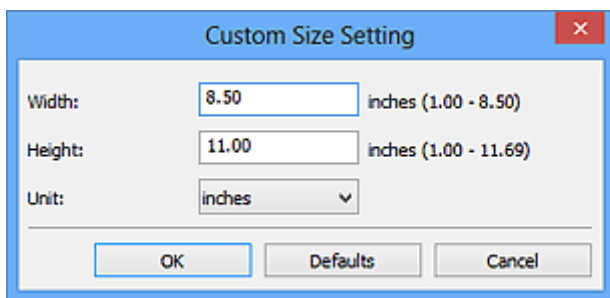 Custom Size Setting
Width: 8.50 inches (1.00 - 8.50)
Height: 11.00 inches (1.00 - 11.69)
Unit: inches
OK Defaults Cancel